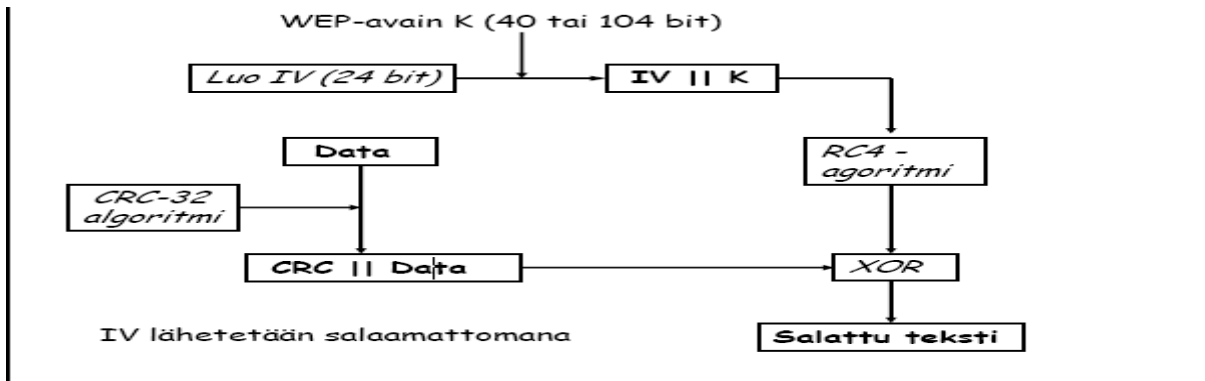 WEP-avain K (40 tai 104 bit)
Luo IV (24 bit)
IV || K
Data
RC4 -
agoritmi
CRC-32
algoritmi
CRC || Data
XOR
IV lähetetään salaamattomana
Salattu teksti